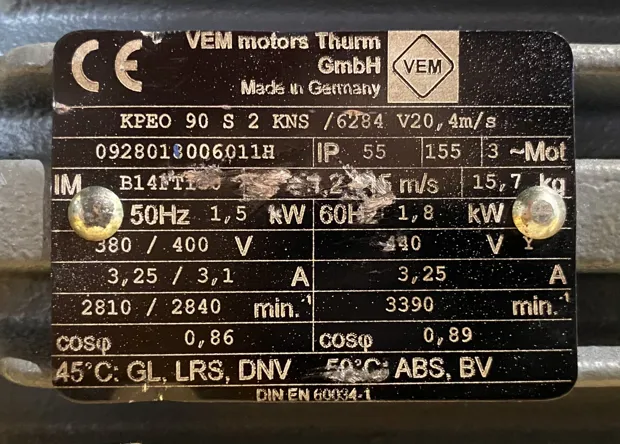 CE VEM motors Thurm
GmbH
Made in Germany
VEM
KPEO 90 S 2 KNS /6284 V20,4m/s
0928018006011H IP 55 155 3 ~Mot
IM m/s 15,7 kg
50Hz 1,5 kW 60Hz 1,8 kW
380 / 400 V 440 V Y
3,25 / 3,1 A 3,25 A
2810 / 2840 min.-1 3390 min.-1
cosφ 0,86 cosφ 0,89
45°C: GL, LRS, DNV 50°C: ABS, BV
DIN EN 60034-1